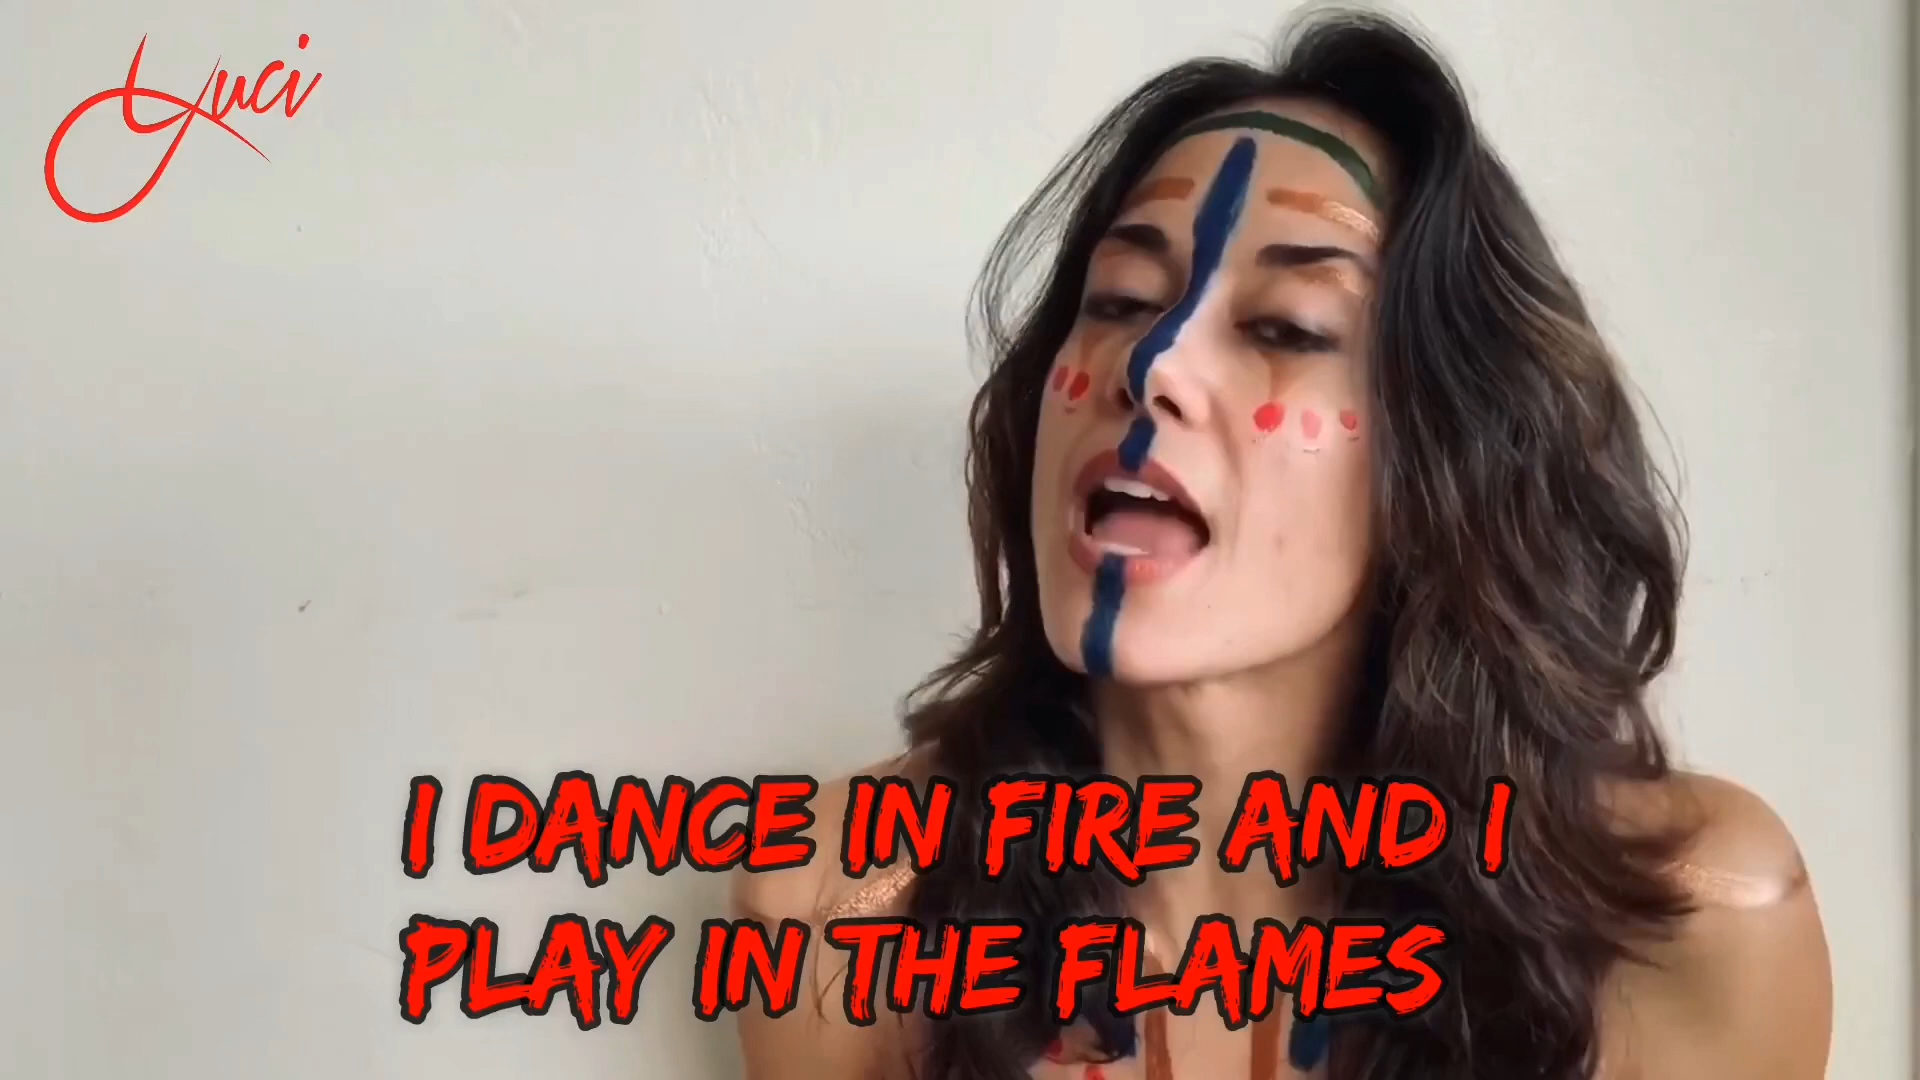 Yuci
I DANCE IN FIRE AND I
PLAY IN THE FLAMES